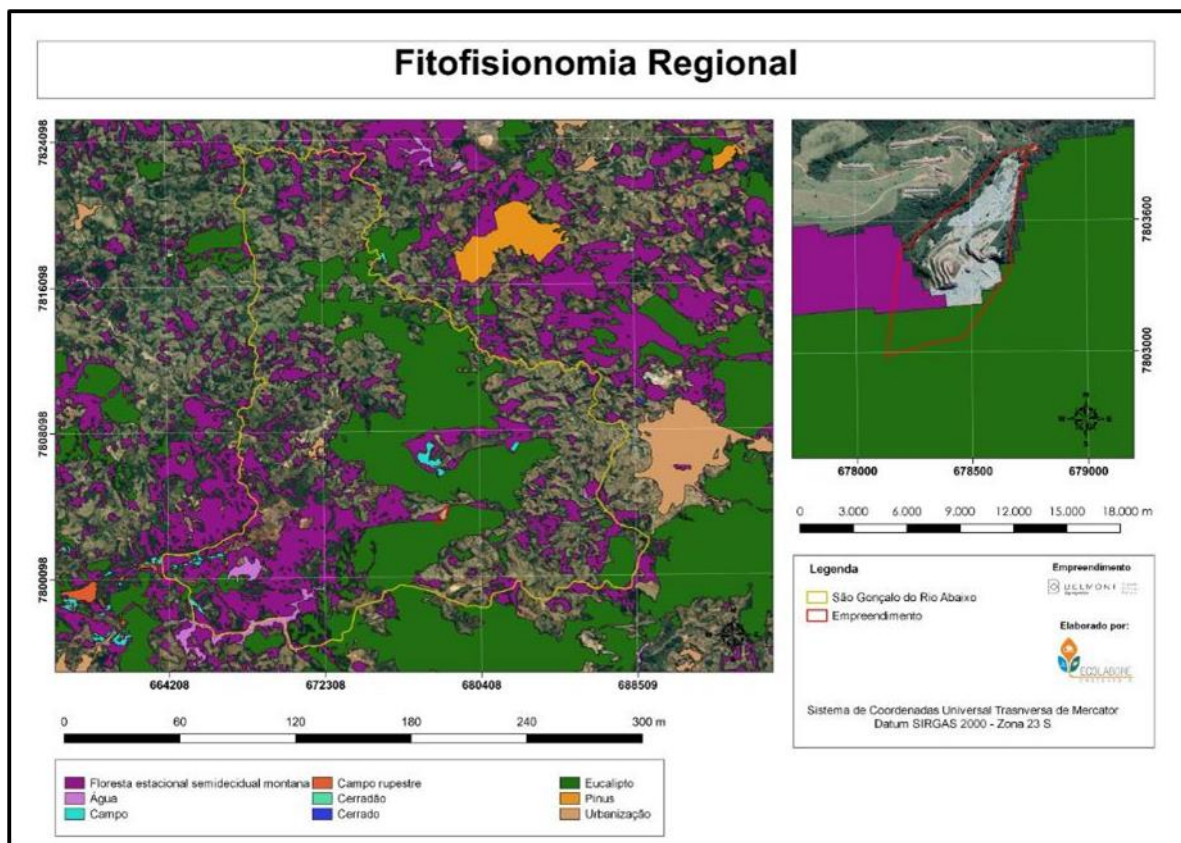 Fitofisionomia Regional
7824098
7816098
7808098
7800098
664208
672308
680408
688509
7803600
7803000
678000
678500
679000
0
3.000
6.000
9.000
12.000
15.000
18.000 m
0
60
120
180
240
300 m
Legenda
São Gonçalo do Rio Abaixo
Empreendimento
Empreendimento
BELMONT
Elaborado por:
ECOLABORE
Sistema de Coordenadas Universal Trasnversa de Mercator
Datum SIRGAS 2000 - Zona 23 S
Floresta estacional semidecidual montana
Água
Campo
Campo rupestre
Cerradão
Cerrado
Eucalipto
Pinus
Urbanização